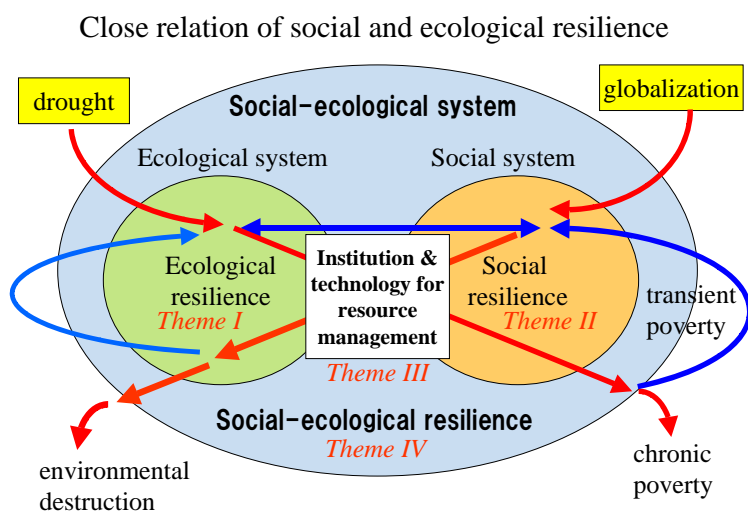 Close relation of social and ecological resilience
drought
globalization
Social-ecological system
Ecological system
Social system
Ecological
resilience
Theme I
Institution &
technology for
resource
management
Social
resilience
Theme II
transient
poverty
Theme III
Social-ecological resilience
Theme IV
environmental
destruction
chronic
poverty